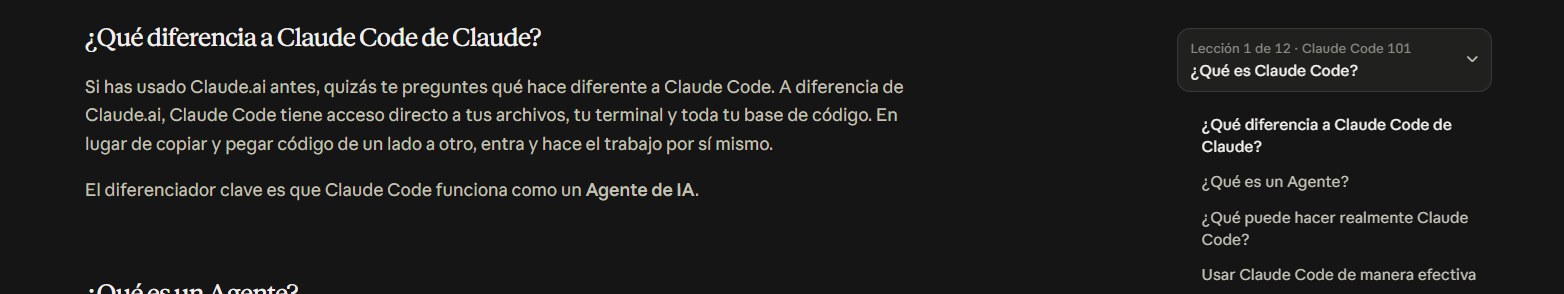 ¿Qué diferencia a Claude Code de Claude?
Si has usado Claude.ai antes, quizás te preguntes qué hace diferente a Claude Code. A diferencia de
Claude.ai, Claude Code tiene acceso directo a tus archivos, tu terminal y toda tu base de código. En
lugar de copiar y pegar código de un lado a otro, entra y hace el trabajo por sí mismo.
El diferenciador clave es que Claude Code funciona como un Agente de IA.
¿Qué es un Agente?
Lección 1 de 12 · Claude Code 101
¿Qué es Claude Code?
¿Qué diferencia a Claude Code de
Claude?
¿Qué es un Agente?
¿Qué puede hacer realmente Claude
Code?
Usar Claude Code de manera efectiva